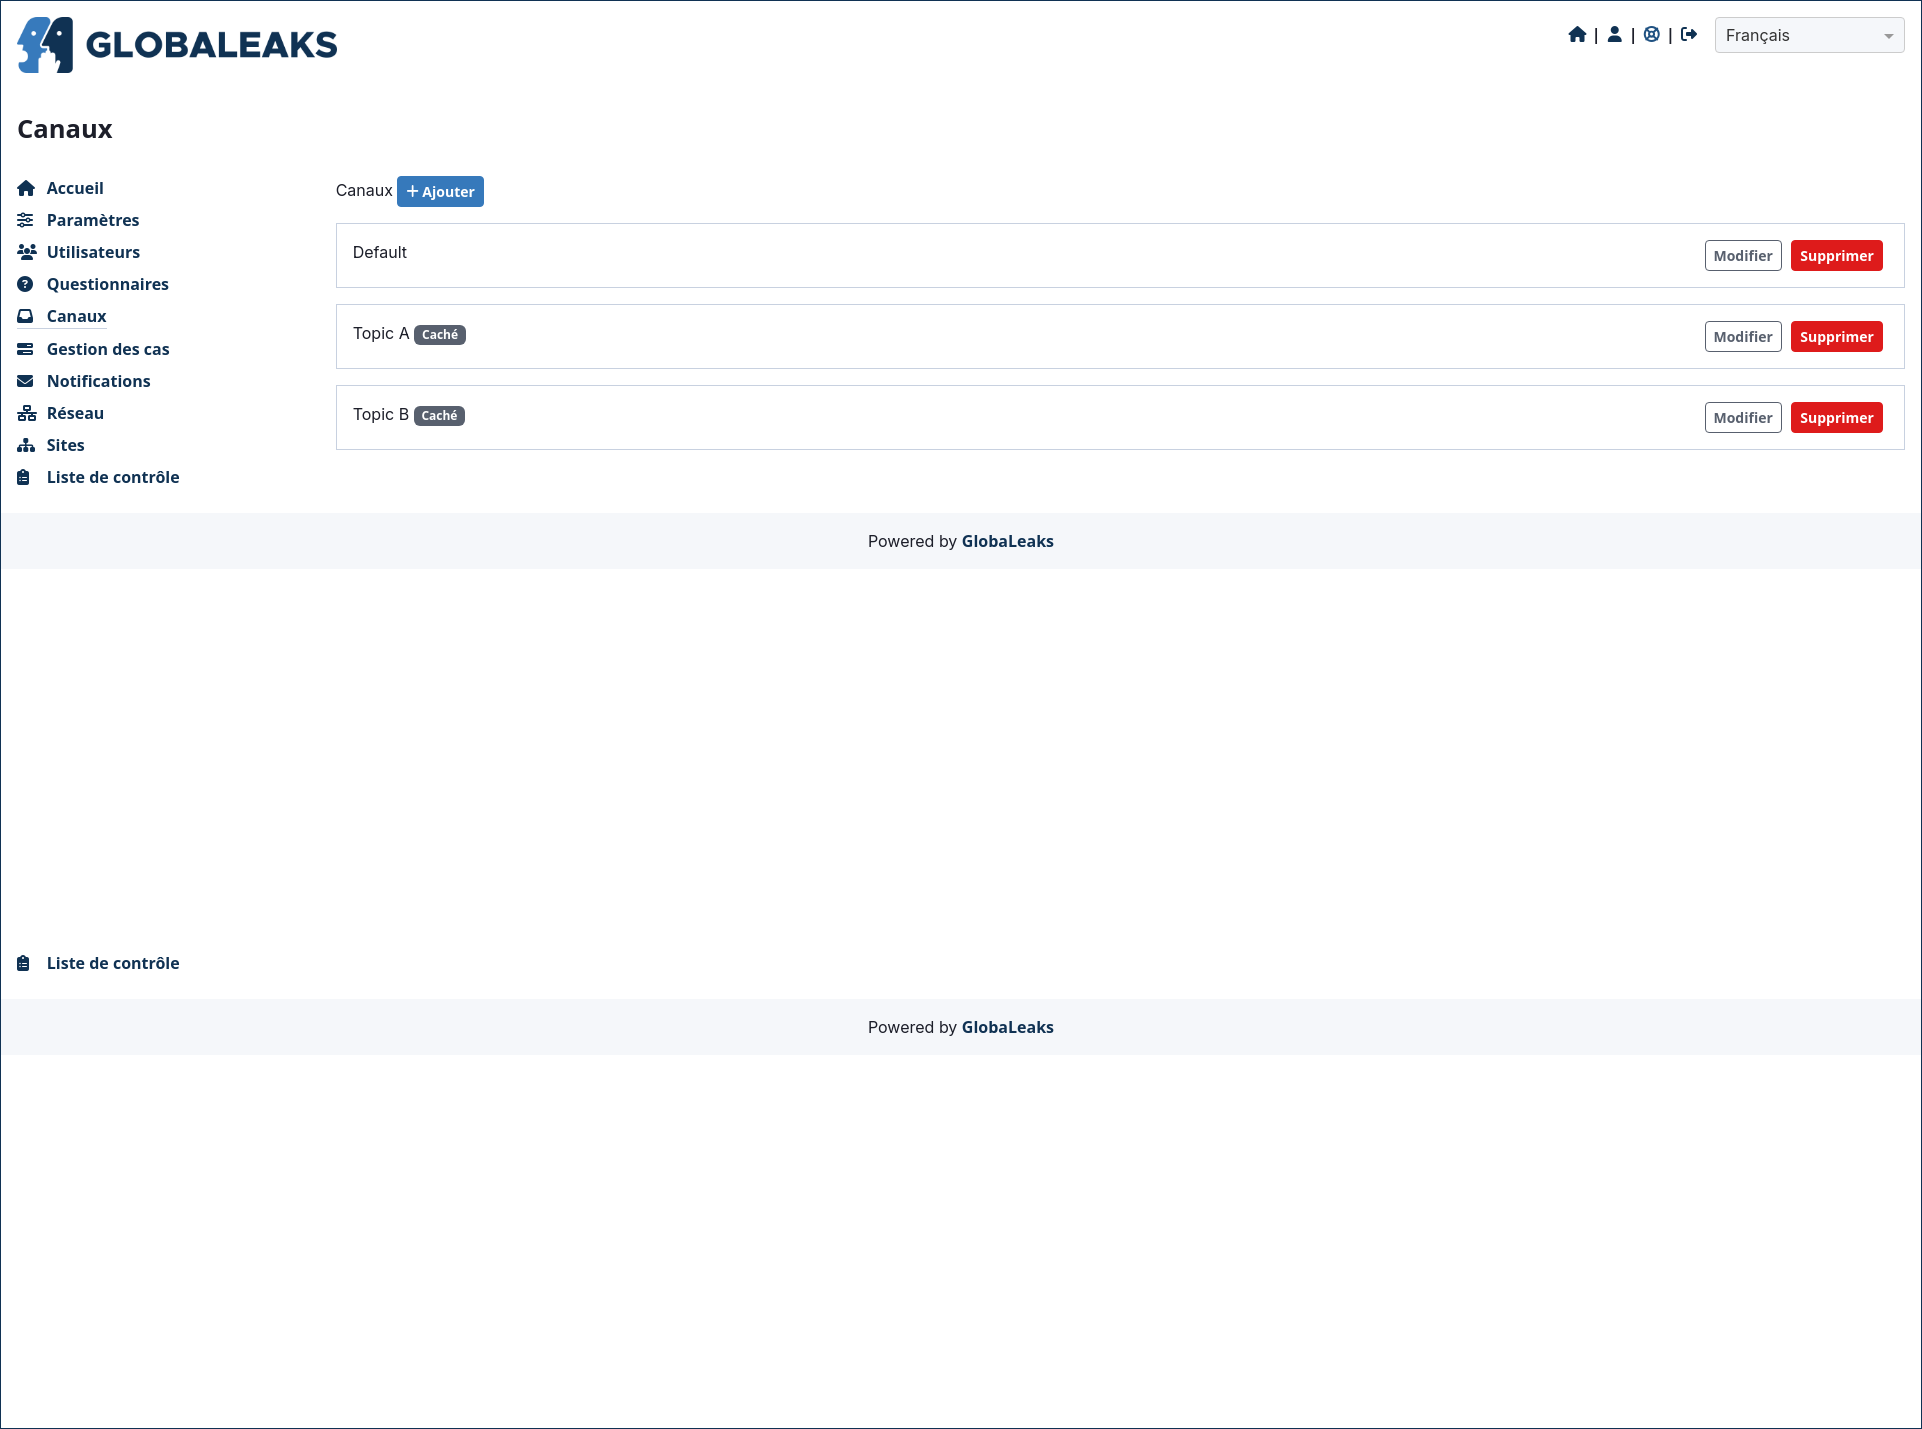 GLOBALEAKS
| | | Français
Canaux
Accueil
Paramètres
Utilisateurs
Questionnaires
Canaux
Gestion des cas
Notifications
Réseau
Sites
Liste de contrôle
Canaux + Ajouter
Default Modifier Supprimer
Topic A Caché Modifier Supprimer
Topic B Caché Modifier Supprimer
Powered by GlobaLeaks
Liste de contrôle
Powered by GlobaLeaks